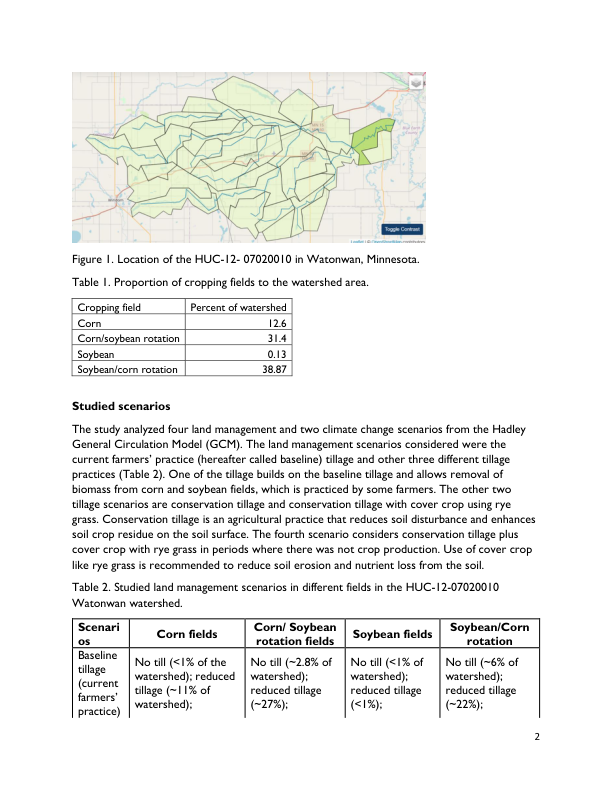 Toggle Contrast
Figure 1. Location of the HUC-12- 07020010 in Watonwan, Minnesota.
Table 1. Proportion of cropping fields to the watershed area.
Cropping field Percent of watershed
Corn 12.6
Corn/soybean rotation 31.4
Soybean 0.13
Soybean/corn rotation 38.87
Studied scenarios
The study analyzed four land management and two climate change scenarios from the Hadley
General Circulation Model (GCM). The land management scenarios considered were the
current farmers' practice (hereafter called baseline) tillage and other three different tillage
practices (Table 2). One of the tillage builds on the baseline tillage and allows removal of
biomass from corn and soybean fields, which is practiced by some farmers. The other two
tillage scenarios are conservation tillage and conservation tillage with cover crop using rye
grass. Conservation tillage is an agricultural practice that reduces soil disturbance and enhances
soil crop residue on the soil surface. The fourth scenario considers conservation tillage plus
cover crop with rye grass in periods where there was not crop production. Use of cover crop
like rye grass is recommended to reduce soil erosion and nutrient loss from the soil.
Table 2. Studied land management scenarios in different fields in the HUC-12-07020010
Watonwan watershed.
Scenari
os
Corn fields
Corn/ Soybean
rotation fields
Soybean fields
Soybean/Corn
rotation
Baseline
tillage
(current
farmers'
practice)
No till (<1% of the
watershed); reduced
tillage (~11% of
watershed);
No till (~2.8% of
watershed);
reduced tillage
(~27%);
No till (<1% of
watershed);
reduced tillage
(<1%);
No till (~6% of
watershed);
reduced tillage
(~22%);
2